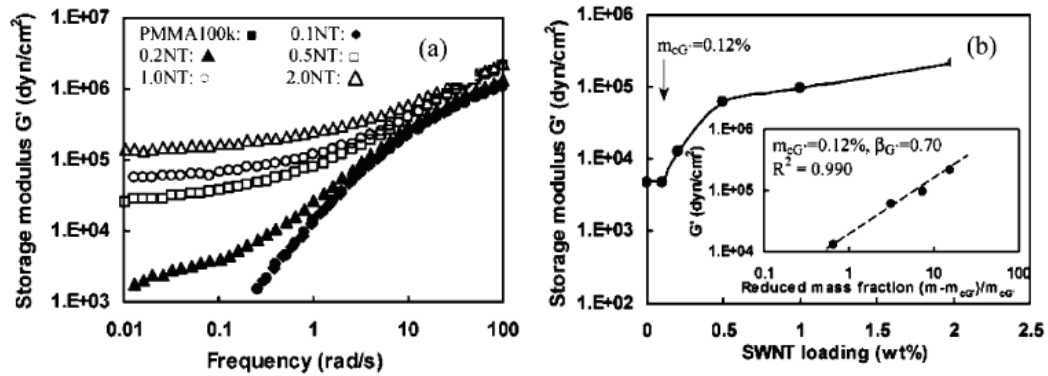 1.E+07
PMMA100k: ■ 0.1NT: ●
(a)
0.2NT: ▲ 0.5NT: □
1.0NT: ○ 2.0NT: △
1.E+06
1.E+05
1.E+04
1.E+03
Storage modulus G' (dyn/cm²)
0.01 0.1 1 10 100
Frequency (rad/s)
1.E+06
m_cG'=0.12%
(b)
1.E+05
1.E+04
1.E+03
1.E+02
Storage modulus G' (dyn/cm²)
1.E+06
m_cG'=0.12%, β_G'=0.70
R² = 0.990
1.E+05
1.E+04
G' (dyn/cm²)
0.1 1 10 100
Reduced mass fraction (m-m_cG')/m_cG'
0 0.5 1 1.5 2 2.5
SWNT loading (wt%)